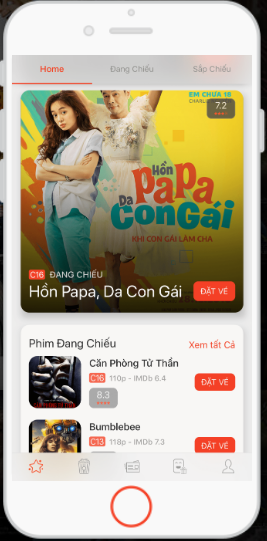 Home
Đang Chiếu
Sắp Chiếu
EM CHƯA 18
7.2
Hồn
PaPa
Da
ConGái
KHI CON GÁI LÀM CHA
C16 ĐANG CHIẾU
Hồn Papa, Da Con Gái
ĐẶT VÉ
Phim Đang Chiếu
Xem tất Cả
Căn Phòng Tử Thần
C16 110p - IMDb 6.4
8.3
ĐẶT VÉ
Bumblebee
C13 118p - IMDb 7.3
ĐẶT VÉ